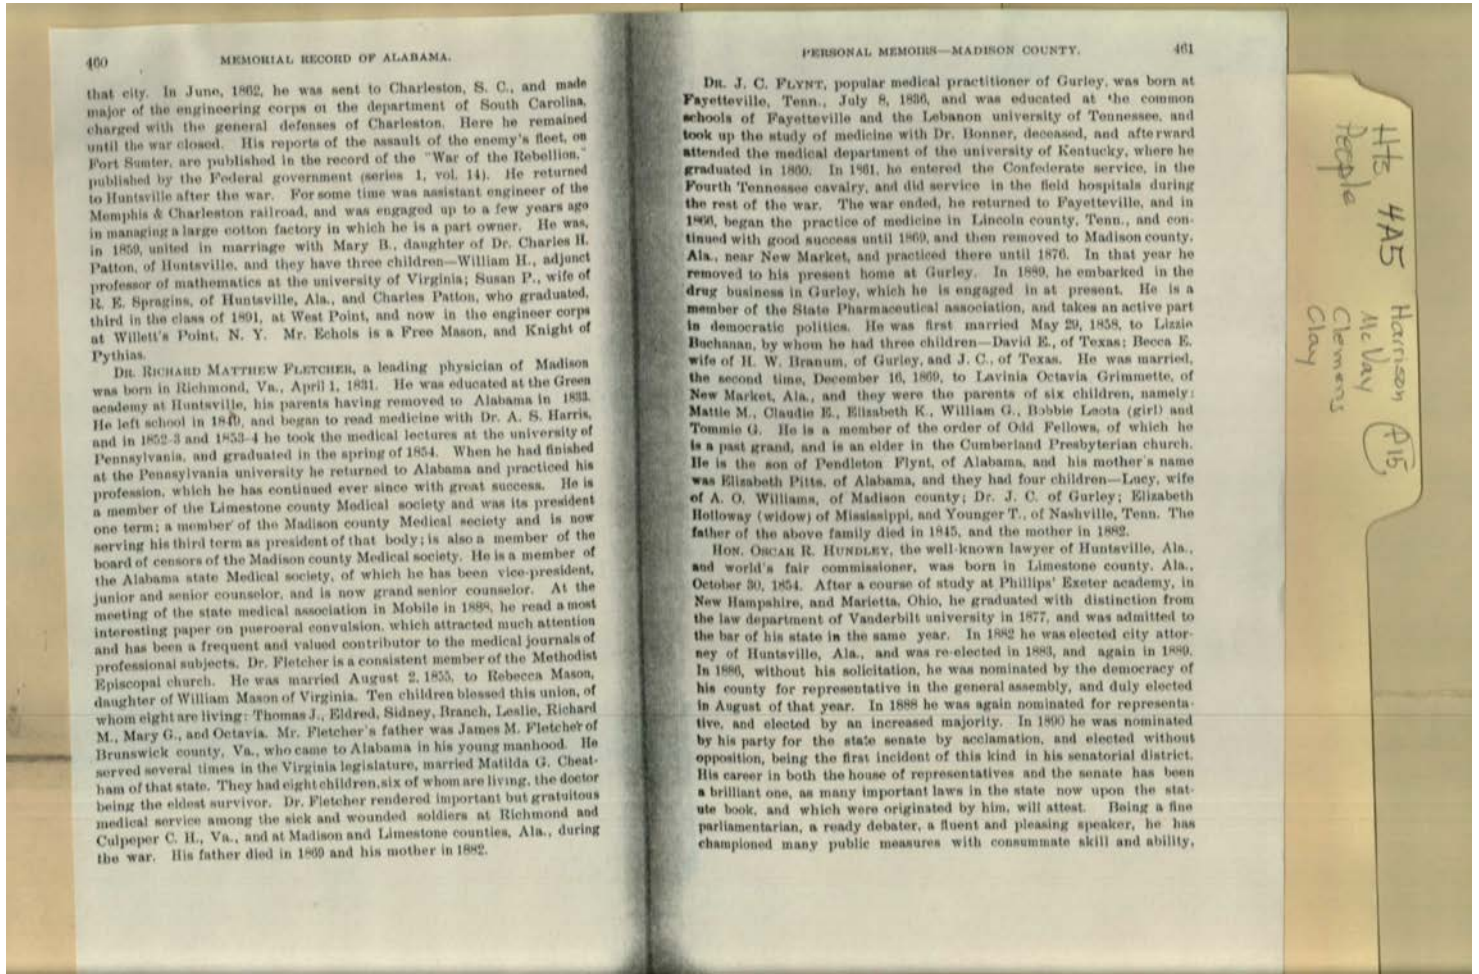 460
MEMORIAL RECORD OF ALABAMA.
that city. In June, 1862, he was sent to Charleston, S. C., and made
major of the engineering corps of the department of South Carolina,
charged with the general defenses of Charleston. Here he remained
until the war closed. His reports of the assault of the enemy's fleet, on
Fort Sumter, are published in the record of the "War of the Rebellion,"
published by the Federal government (series 1, vol. 14). He returned
to Huntsville after the war. For some time was assistant engineer of the
Memphis & Charleston railroad, and was engaged up to a few years ago
in managing a large cotton factory in which he is a part owner. He was,
in 1859, united in marriage with Mary B., daughter of Dr. Charles H.
Patton, of Huntsville, and they have three children—William H., adjunct
professor of mathematics at the university of Virginia; Susan P., wife of
R. E. Spragins, of Huntsville, Ala., and Charles Patton, who graduated,
third in the class of 1891, at West Point, and now in the engineer corps
at Willett's Point, N. Y. Mr. Echols is a Free Mason, and Knight of
Pythias.
DR. RICHARD MATTHEW FLETCHER, a leading physician of Madison
was born in Richmond, Va., April 1, 1831. He was educated at the Green
academy at Huntsville, his parents having removed to Alabama in 1833.
He left school in 1849, and began to read medicine with Dr. A. S. Harris,
and in 1852-3 and 1853-4 he took the medical lectures at the university of
Pennsylvania, and graduated in the spring of 1854. When he had finished
at the Pennsylvania university he returned to Alabama and practiced his
profession, which he has continued ever since with great success. He is
a member of the Limestone county Medical society and was its president
one term; a member of the Madison county Medical society and is now
serving his third term as president of that body; is also a member of the
board of censors of the Madison county Medical society. He is a member of
the Alabama state Medical society, of which he has been vice-president,
junior and senior counselor, and is now grand senior counselor. At the
meeting of the state medical association in Mobile in 1888, he read a most
interesting paper on pueroeral convulsion, which attracted much attention
and has been a frequent and valued contributor to the medical journals of
professional subjects. Dr. Fletcher is a consistent member of the Methodist
Episcopal church. He was married August 2, 1855, to Rebecca Mason,
daughter of William Mason of Virginia. Ten children blessed this union, of
whom eight are living: Thomas J., Eldred, Sidney, Branch, Leslie, Richard
M., Mary G., and Octavia. Mr. Fletcher's father was James M. Fletcher of
Brunswick county, Va., who came to Alabama in his young manhood. He
served several times in the Virginia legislature, married Matilda G. Cheat-
ham of that state. They had eight children, six of whom are living, the doctor
being the eldest survivor. Dr. Fletcher rendered important but gratuitous
medical service among the sick and wounded soldiers at Richmond and
Culpeper C. H., Va., and at Madison and Limestone counties, Ala., during
the war. His father died in 1869 and his mother in 1882.
PERSONAL MEMOIRS—MADISON COUNTY.
461
DR. J. C. FLYNT, popular medical practitioner of Gurley, was born at
Fayetteville, Tenn., July 8, 1836, and was educated at the common
schools of Fayetteville and the Lebanon university of Tennessee, and
took up the study of medicine with Dr. Bonner, deceased, and afterward
attended the medical department of the university of Kentucky, where he
graduated in 1860. In 1861, he entered the Confederate service, in the
Fourth Tennessee cavalry, and did service in the field hospitals during
the rest of the war. The war ended, he returned to Fayetteville, and in
1866, began the practice of medicine in Lincoln county, Tenn., and con-
tinued with good success until 1869, and then removed to Madison county,
Ala., near New Market, and practiced there until 1876. In that year he
removed to his present home at Gurley. In 1889, he embarked in the
drug business in Gurley, which he is engaged in at present. He is a
member of the State Pharmaceutical association, and takes an active part
in democratic politics. He was first married May 29, 1858, to Lizzie
Buchanan, by whom he had three children—David E., of Texas; Becca E.
wife of H. W. Branum, of Gurley, and J. C., of Texas. He was married,
the second time, December 16, 1869, to Lavinia Octavia Grimmette, of
New Market, Ala., and they were the parents of six children, namely:
Mattie M., Claudie E., Elizabeth K., William G., Bobbie Leota (girl) and
Tommie G. He is a member of the order of Odd Fellows, of which he
is a past grand, and is an elder in the Cumberland Presbyterian church.
He is the son of Pendleton Flynt, of Alabama, and his mother's name
was Elizabeth Pitts, of Alabama, and they had four children—Lucy, wife
of A. O. Williams, of Madison county; Dr. J. C. of Gurley; Elizabeth
Holloway (widow) of Mississippi, and Younger T., of Nashville, Tenn. The
father of the above family died in 1845, and the mother in 1882.
HON. OSCAR R. HUNDLEY, the well-known lawyer of Huntsville, Ala.,
and world's fair commissioner, was born in Limestone county, Ala.,
October 30, 1854. After a course of study at Phillips' Exeter academy, in
New Hampshire, and Marietta, Ohio, he graduated with distinction from
the law department of Vanderbilt university in 1877, and was admitted to
the bar of his state in the same year. In 1882 he was elected city attor-
ney of Huntsville, Ala., and was re-elected in 1883, and again in 1889.
In 1886, without his solicitation, he was nominated by the democracy of
his county for representative in the general assembly, and duly elected
in August of that year. In 1888 he was again nominated for representa-
tive, and elected by an increased majority. In 1890 he was nominated
by his party for the state senate by acclamation, and elected without
opposition, being the first incident of this kind in his senatorial district.
His career in both the house of representatives and the senate has been
a brilliant one, as many important laws in the state now upon the stat-
ute book, and which were originated by him, will attest. Being a fine
parliamentarian, a ready debater, a fluent and pleasing speaker, he has
championed many public measures with consummate skill and ability,
Hts 4A5 Harrison P15,
People McVay
Clemens
Clay